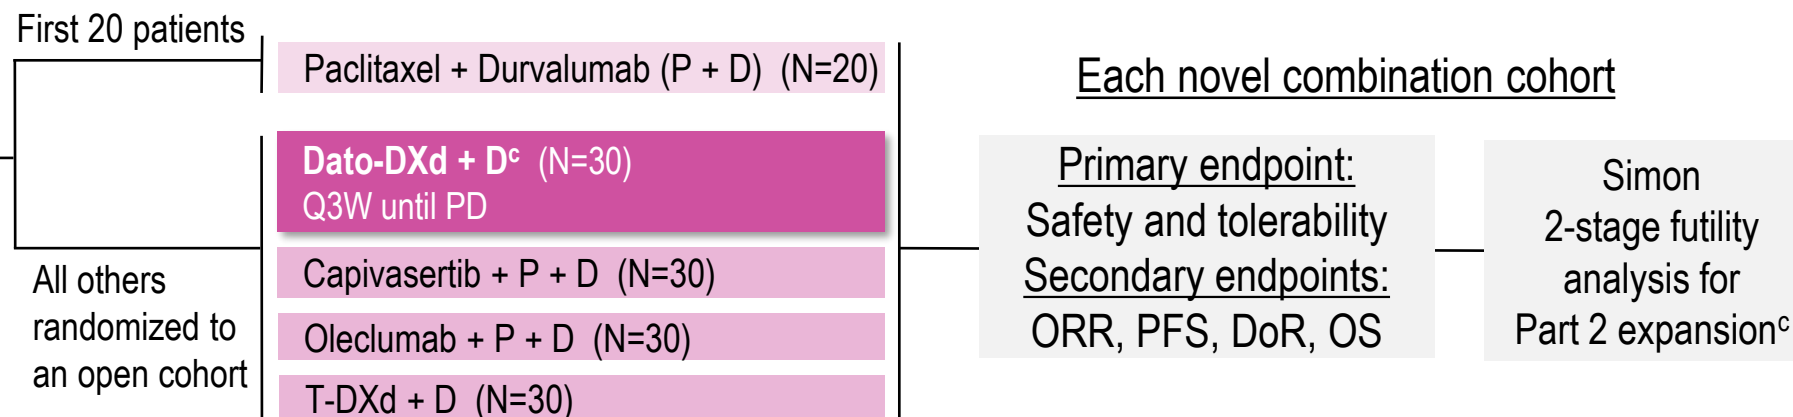 First 20 patients
Paclitaxel + Durvalumab (P + D) (N=20)
Dato-DXd + Dᶜ (N=30)
Q3W until PD
All others
randomized to
an open cohort
Capivasertib + P + D (N=30)
Oleclumab + P + D (N=30)
T-DXd + D (N=30)
Each novel combination cohort
Primary endpoint:
Safety and tolerability
Secondary endpoints:
ORR, PFS, DoR, OS
Simon
2-stage futility
analysis for
Part 2 expansionᶜ